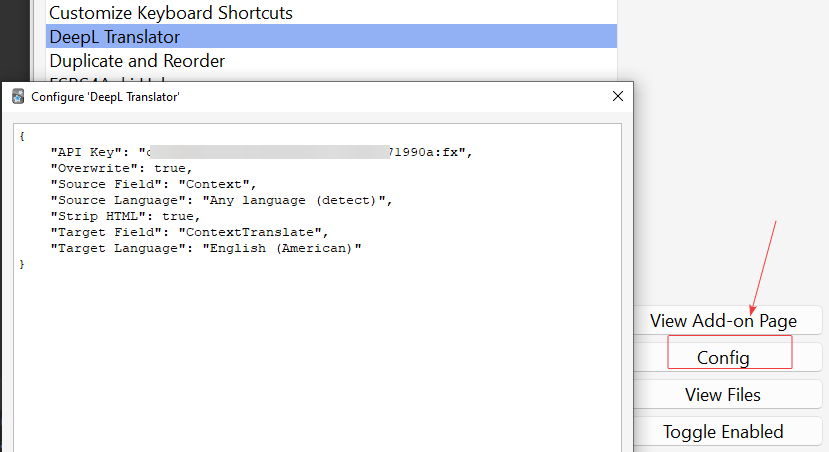 Customize Keyboard Shortcuts
DeepL Translator
Duplicate and Reorder
Configure 'DeepL Translator'
{
"API Key": "c 71990a:fx",
"Overwrite": true,
"Source Field": "Context",
"Source Language": "Any language (detect)",
"Strip HTML": true,
"Target Field": "ContextTranslate",
"Target Language": "English (American)"
}
View Add-on Page
Config
View Files
Toggle Enabled